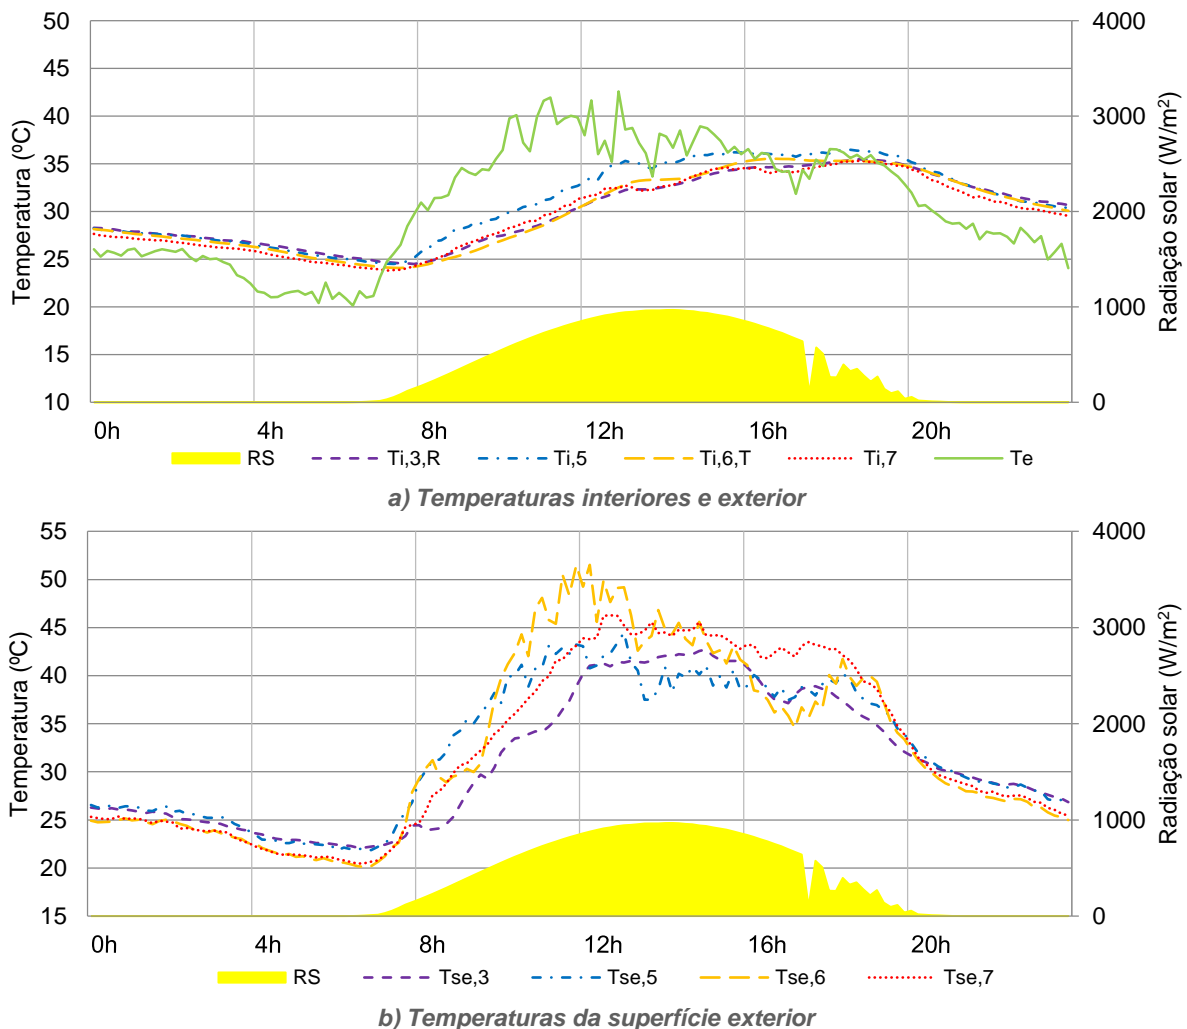 50
45
40
35
30
25
20
15
10
Temperatura (ºC)
4000
3000
2000
1000
0
Radiação solar (W/m²)
0h 4h 8h 12h 16h 20h
RS Ti,3,R Ti,5 Ti,6,T Ti,7 Te
a) Temperaturas interiores e exterior
55
50
45
40
35
30
25
20
15
Temperatura (ºC)
4000
3000
2000
1000
0
Radiação solar (W/m²)
0h 4h 8h 12h 16h 20h
RS Tse,3 Tse,5 Tse,6 Tse,7
b) Temperaturas da superfície exterior